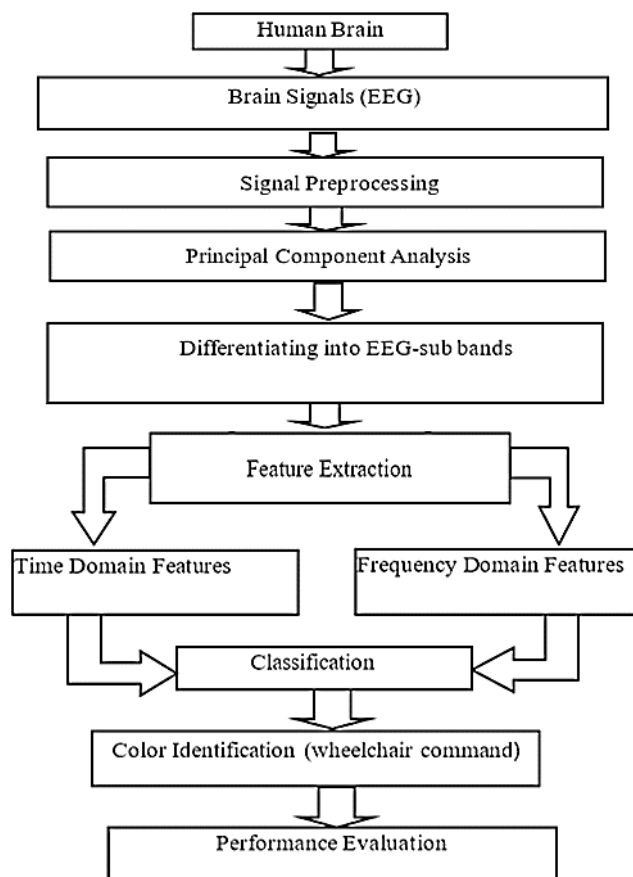 Human Brain
Brain Signals (EEG)
Signal Preprocessing
Principal Component Analysis
Differentiating into EEG-sub bands
Feature Extraction
Time Domain Features
Frequency Domain Features
Classification
Color Identification (wheelchair command)
Performance Evaluation